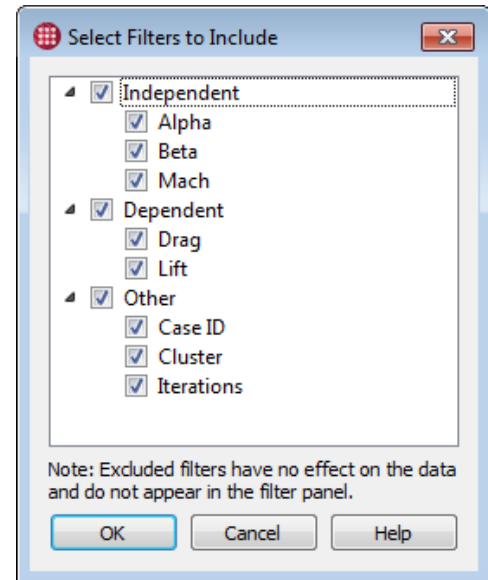 Select Filters to Include
Independent
Alpha
Beta
Mach
Dependent
Drag
Lift
Other
Case ID
Cluster
Iterations
Note: Excluded filters have no effect on the data
and do not appear in the filter panel.
OK Cancel Help